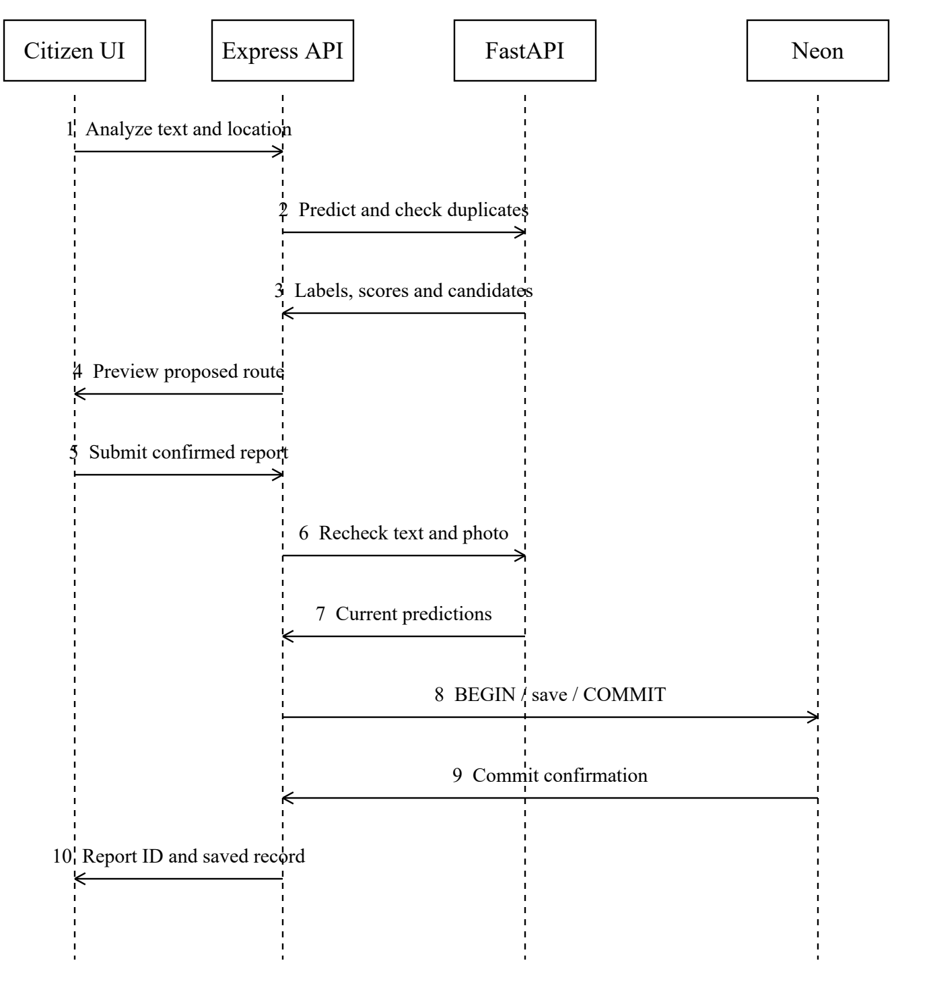 Citizen UI
Express API
FastAPI
Neon
1 Analyze text and location
2 Predict and check duplicates
3 Labels, scores and candidates
4 Preview proposed route
5 Submit confirmed report
6 Recheck text and photo
7 Current predictions
8 BEGIN / save / COMMIT
9 Commit confirmation
10 Report ID and saved record